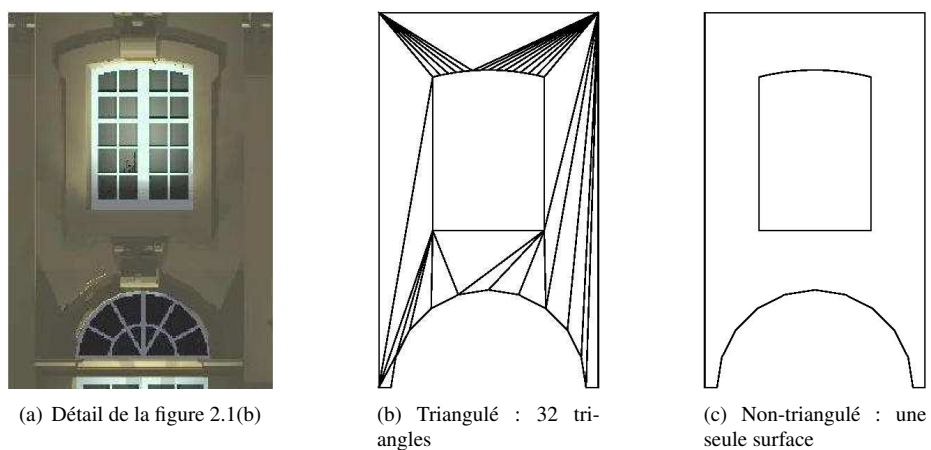 (a) Détail de la figure 2.1(b)
(b) Triangulé : 32 tri-
angles
(c) Non-triangulé : une
seule surface